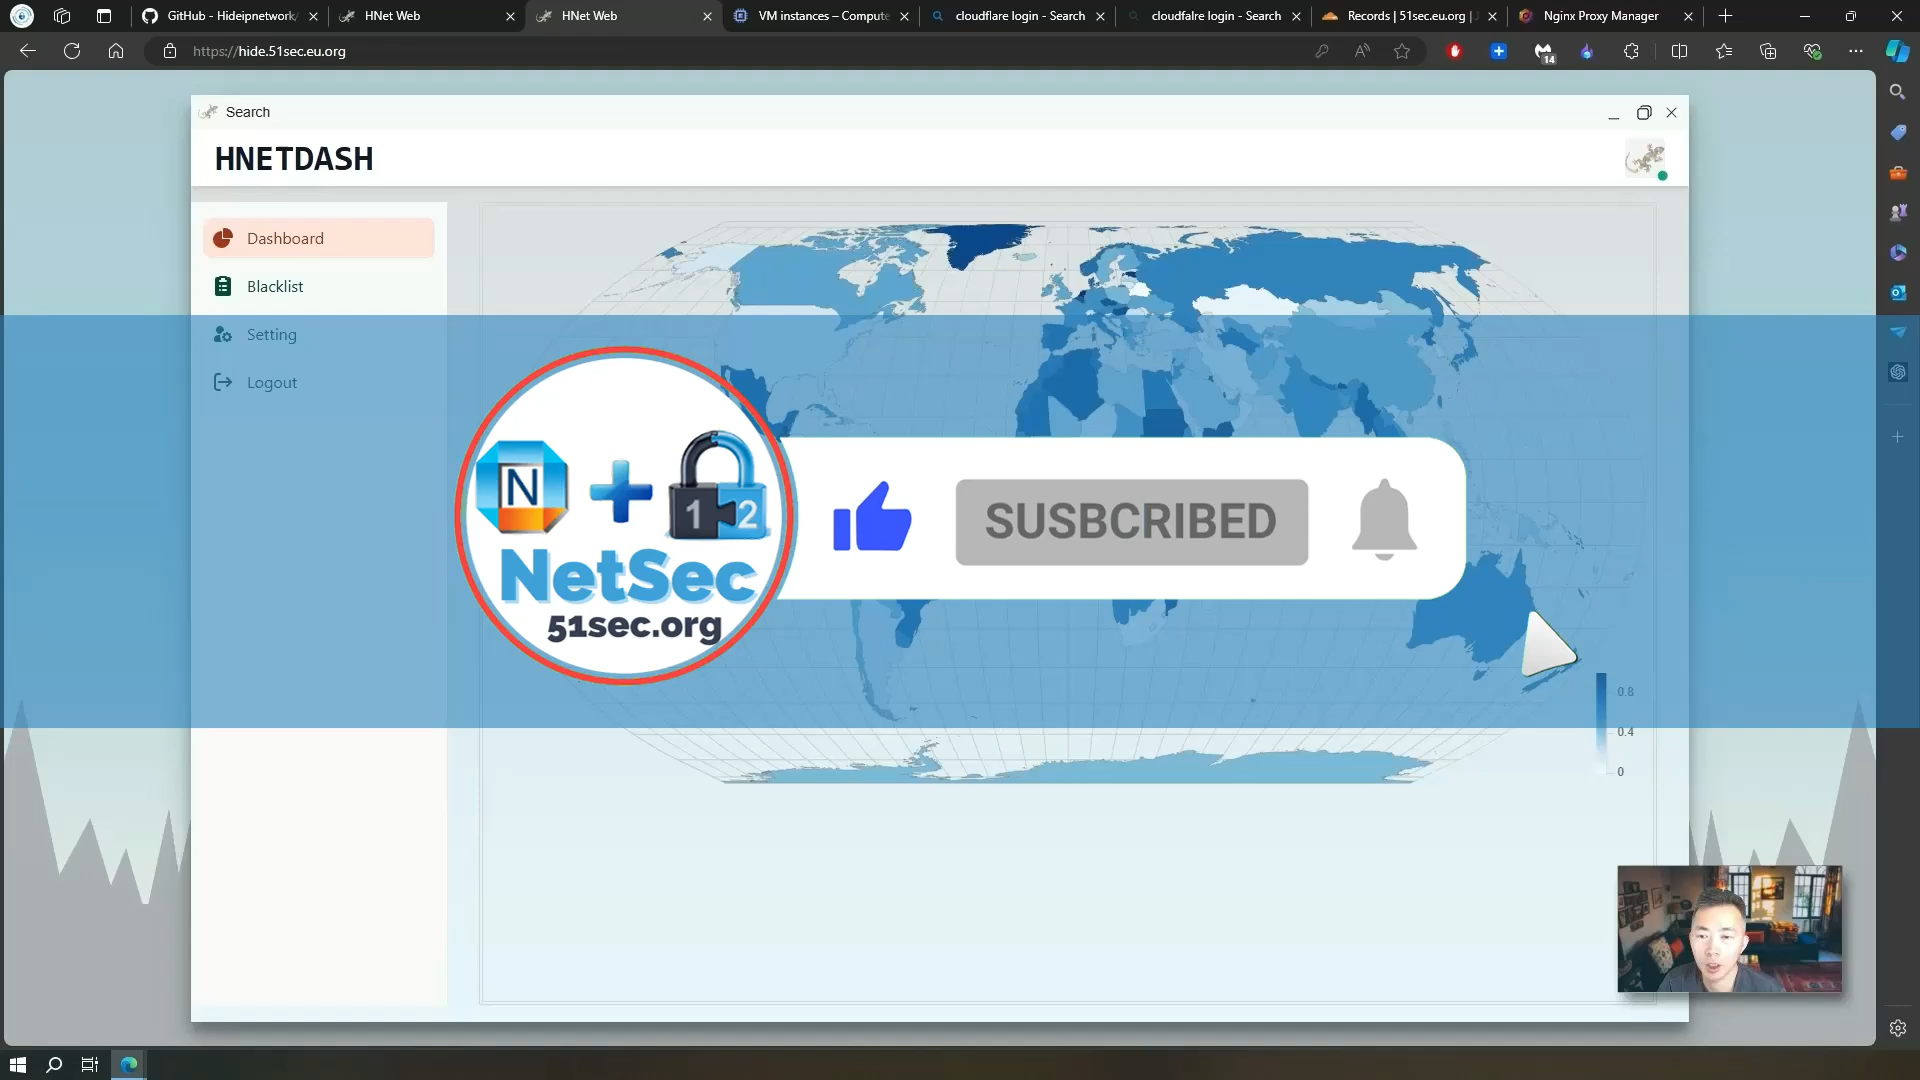 GitHub - Hideipnetwork/
HNet Web
HNet Web
VM instances – Compute
cloudflare login - Search
cloudfalre login - Search
Records | 51sec.eu.org | J
Nginx Proxy Manager
https://hide.51sec.eu.org
14
Search
HNETDASH
Dashboard
Blacklist
Setting
Logout
N
1 2
NetSec
51sec.org
SUSBCRIBED
0.8
0.4
0